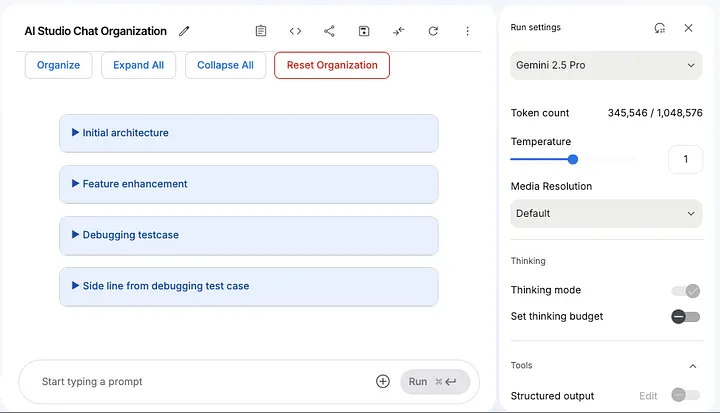 AI Studio Chat Organization
Organize
Expand All
Collapse All
Reset Organization
▶ Initial architecture
▶ Feature enhancement
▶ Debugging testcase
▶ Side line from debugging test case
Start typing a prompt
Run ⌘↵
Run settings
Gemini 2.5 Pro
Token count 345,546 / 1,048,576
Temperature
1
Media Resolution
Default
Thinking
Thinking mode
Set thinking budget
Tools
Structured output Edit